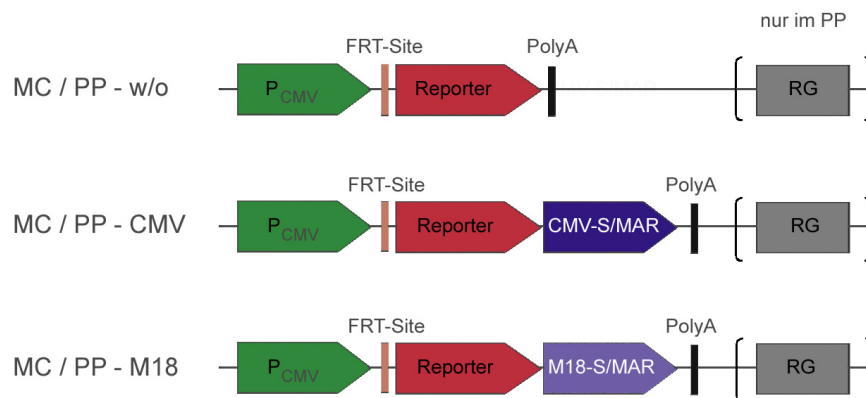 nur im PP
FRT-Site
PolyA
MC / PP - w/o
PCMV
Reporter
RG
FRT-Site
PolyA
MC / PP - CMV
PCMV
Reporter
CMV-S/MAR
RG
FRT-Site
PolyA
MC / PP - M18
PCMV
Reporter
M18-S/MAR
RG